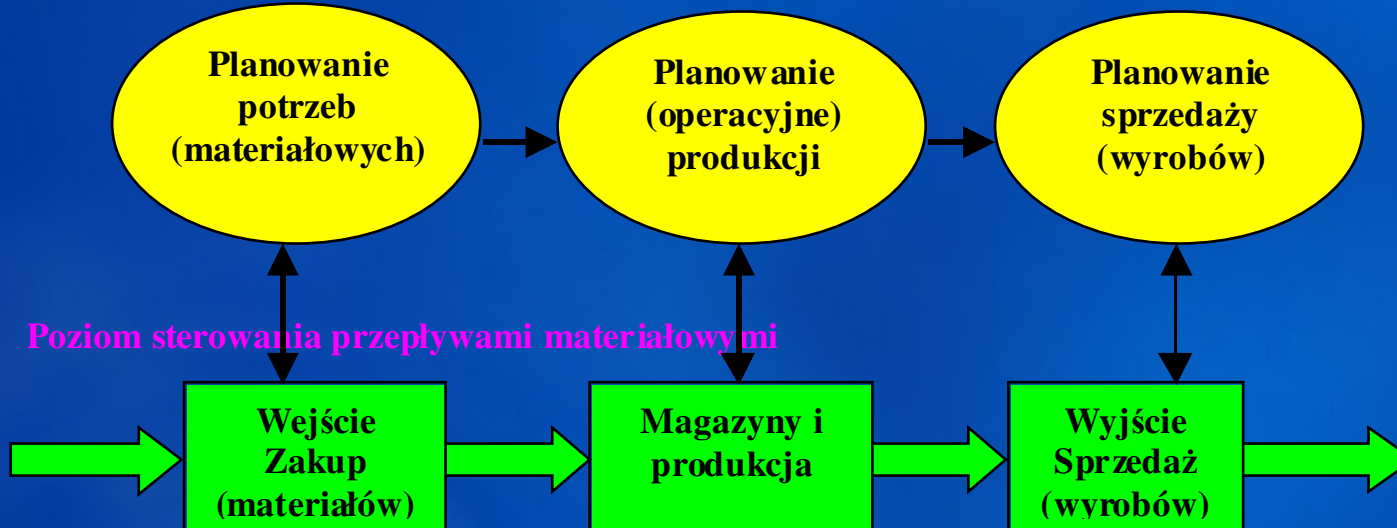 Planowanie
potrzeb
(materiałowych)
Planowanie
(operacyjne)
produkcji
Planowanie
sprzedaży
(wyrobów)
Poziom sterowania przepływami materiałowymi
Wejście
Zakup
(materiałów)
Magazyny i
produkcja
Wyjście
Sprzedaż
(wyrobów)